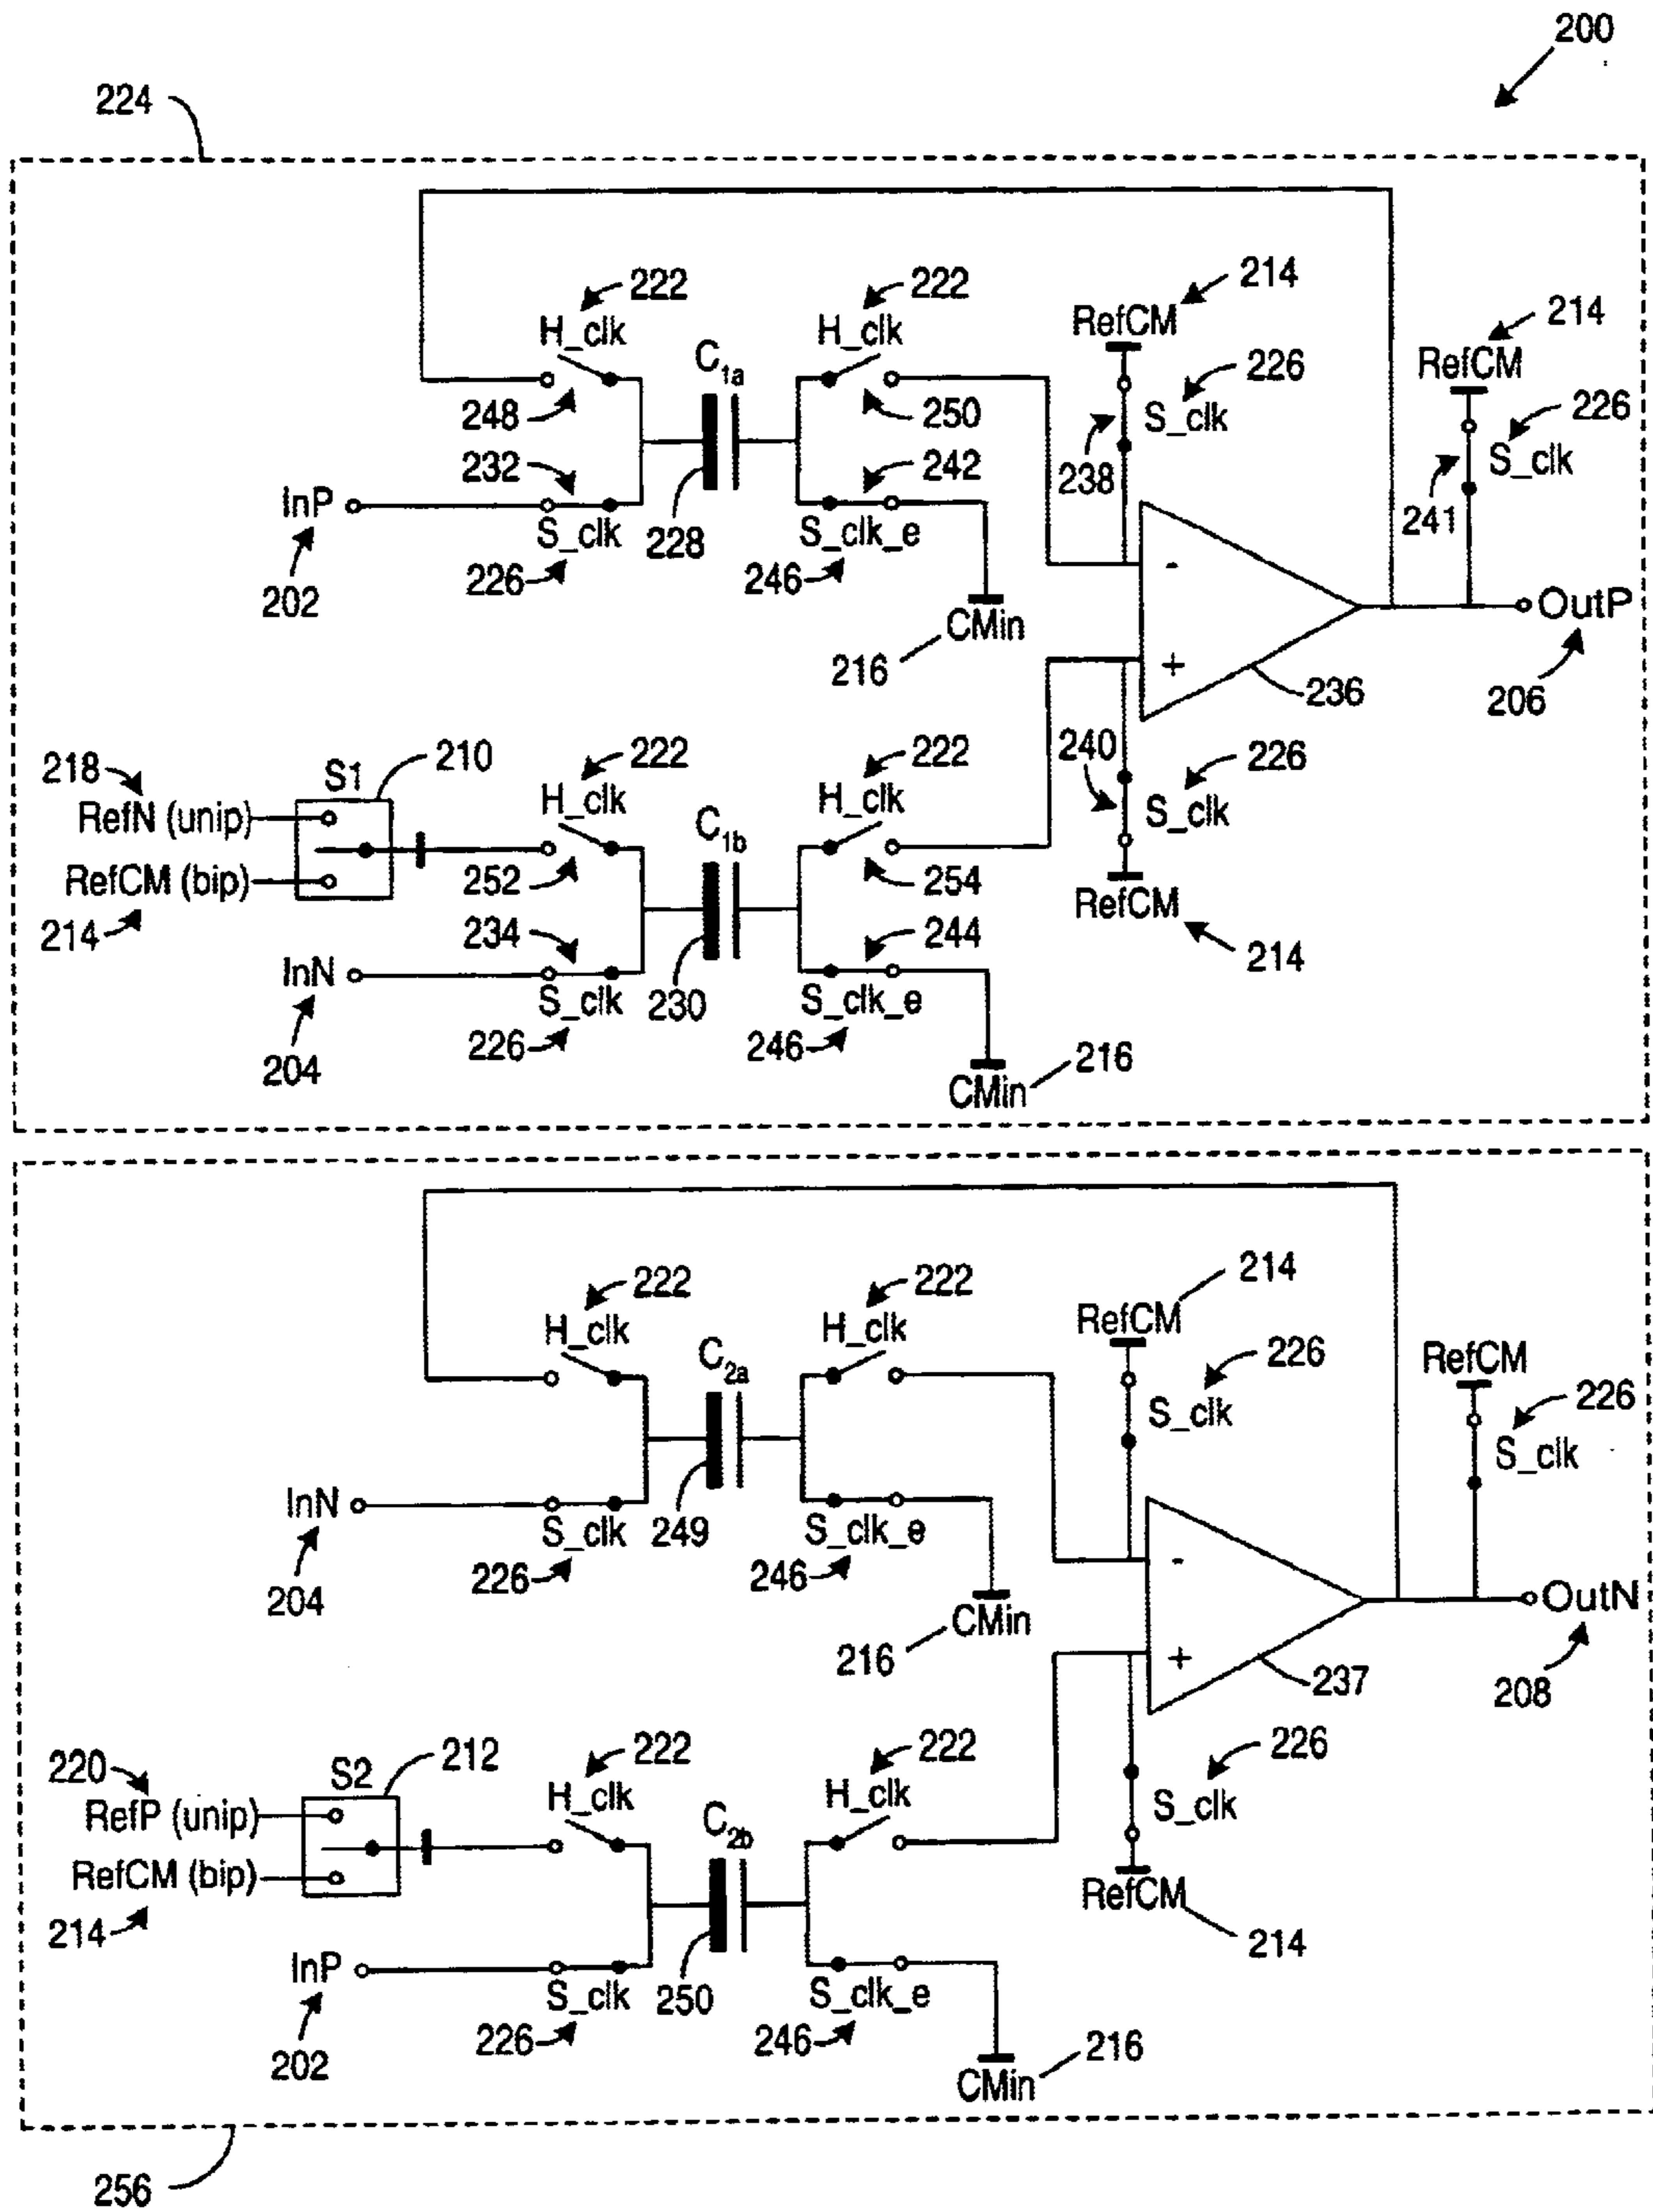 200
224
222
222
214
214
H_clk
C1a
H_clk
RefCM
RefCM
226
226
248
250
S_clk
S_clk
232
242
238
241
InP
S_clk
228
S_clk_e
226
246
202
-
CMin
OutP
216
+
236
206
240
226
218
S1
210
222
222
RefN (unip)
H_clk
C1b
H_clk
S_clk
RefCM (bip)
252
254
RefCM
214
234
244
214
InN
S_clk
230
S_clk_e
226
246
204
CMin
216
222
222
214
H_clk
C2a
H_clk
RefCM
RefCM
226
226
S_clk
S_clk
InN
S_clk
249
S_clk_e
226
246
204
-
CMin
OutN
216
+
237
208
220
S2
212
222
222
226
RefP (unip)
H_clk
C2b
H_clk
S_clk
RefCM (bip)
RefCM
214
214
InP
S_clk
250
S_clk_e
226
246
202
CMin
216
256